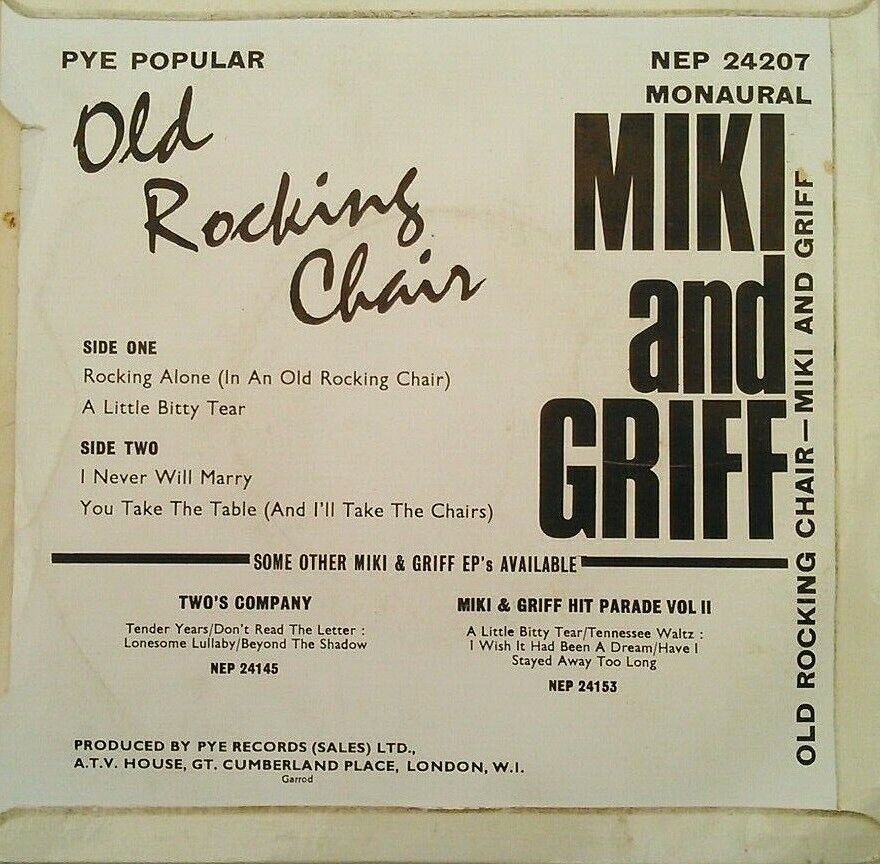 PYE POPULAR
NEP 24207
MONAURAL
Old
Rocking
Chair
MIKI
and
GRIFF
OLD ROCKING CHAIR—MIKI AND GRIFF
SIDE ONE
Rocking Alone (In An Old Rocking Chair)
A Little Bitty Tear
SIDE TWO
I Never Will Marry
You Take The Table (And I'll Take The Chairs)
SOME OTHER MIKI & GRIFF EP's AVAILABLE
TWO'S COMPANY
Tender Years/Don't Read The Letter :
Lonesome Lullaby/Beyond The Shadow
NEP 24145
MIKI & GRIFF HIT PARADE VOL II
A Little Bitty Tear/Tennessee Waltz :
I Wish It Had Been A Dream/Have I
Stayed Away Too Long
NEP 24153
PRODUCED BY PYE RECORDS (SALES) LTD.,
A.T.V. HOUSE, GT. CUMBERLAND PLACE, LONDON, W.I.
Garrod